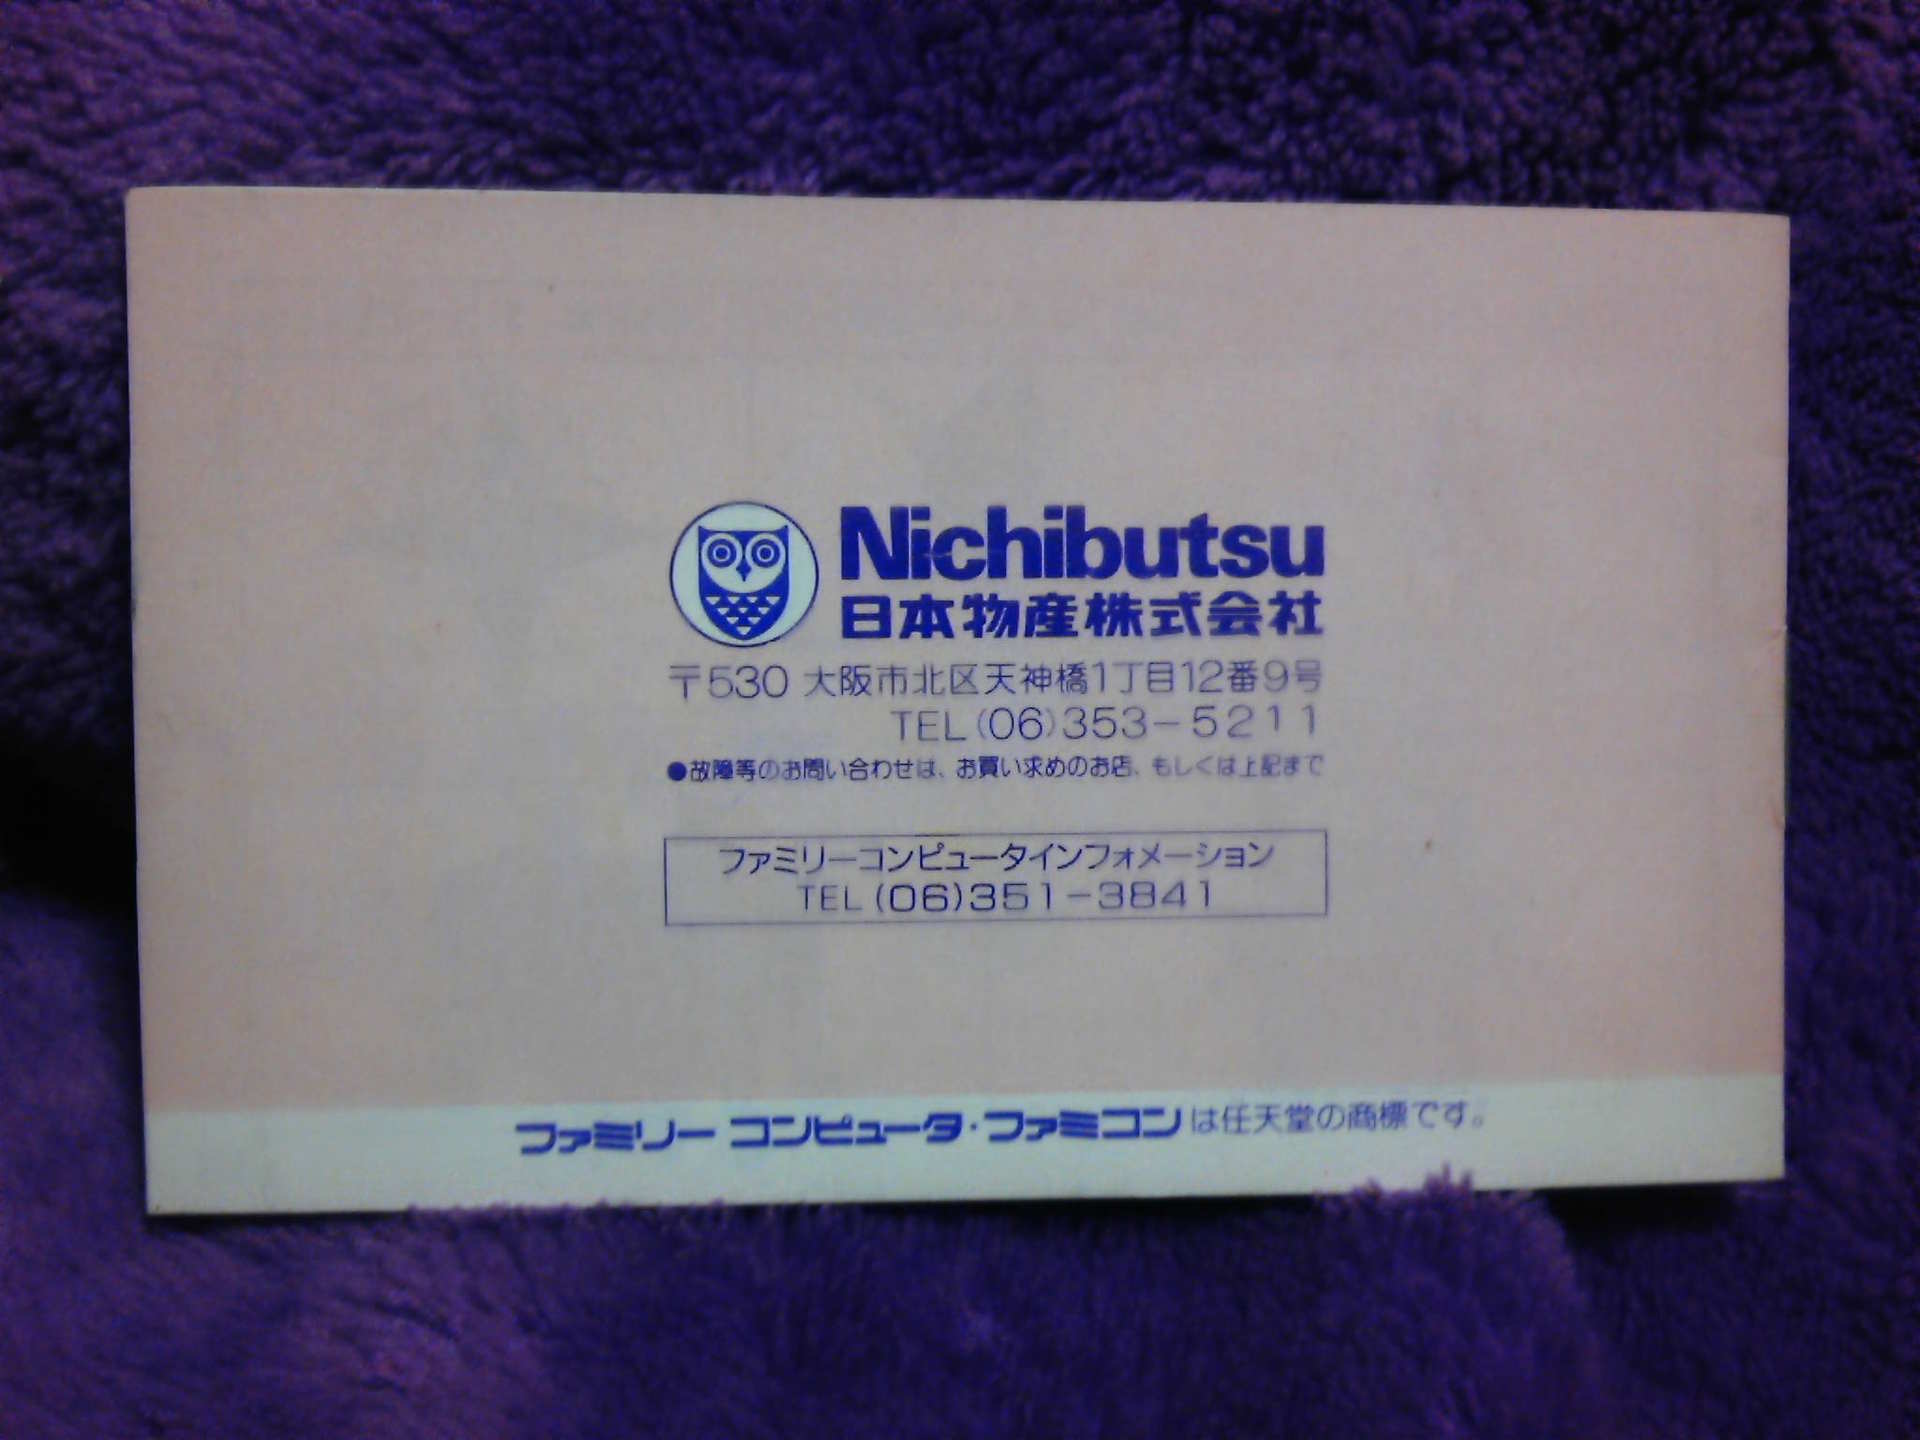 Nichibutsu
日本物産株式会社
〒530 大阪市北区天神橋1丁目12番9号
TEL(06)353-5211
●故障等のお問い合わせは、お買い求めのお店、もしくは上記まで
ファミリーコンピュータインフォメーション
TEL(06)351-3841
ファミリー コンピュータ・ファミコンは任天堂の商標です。